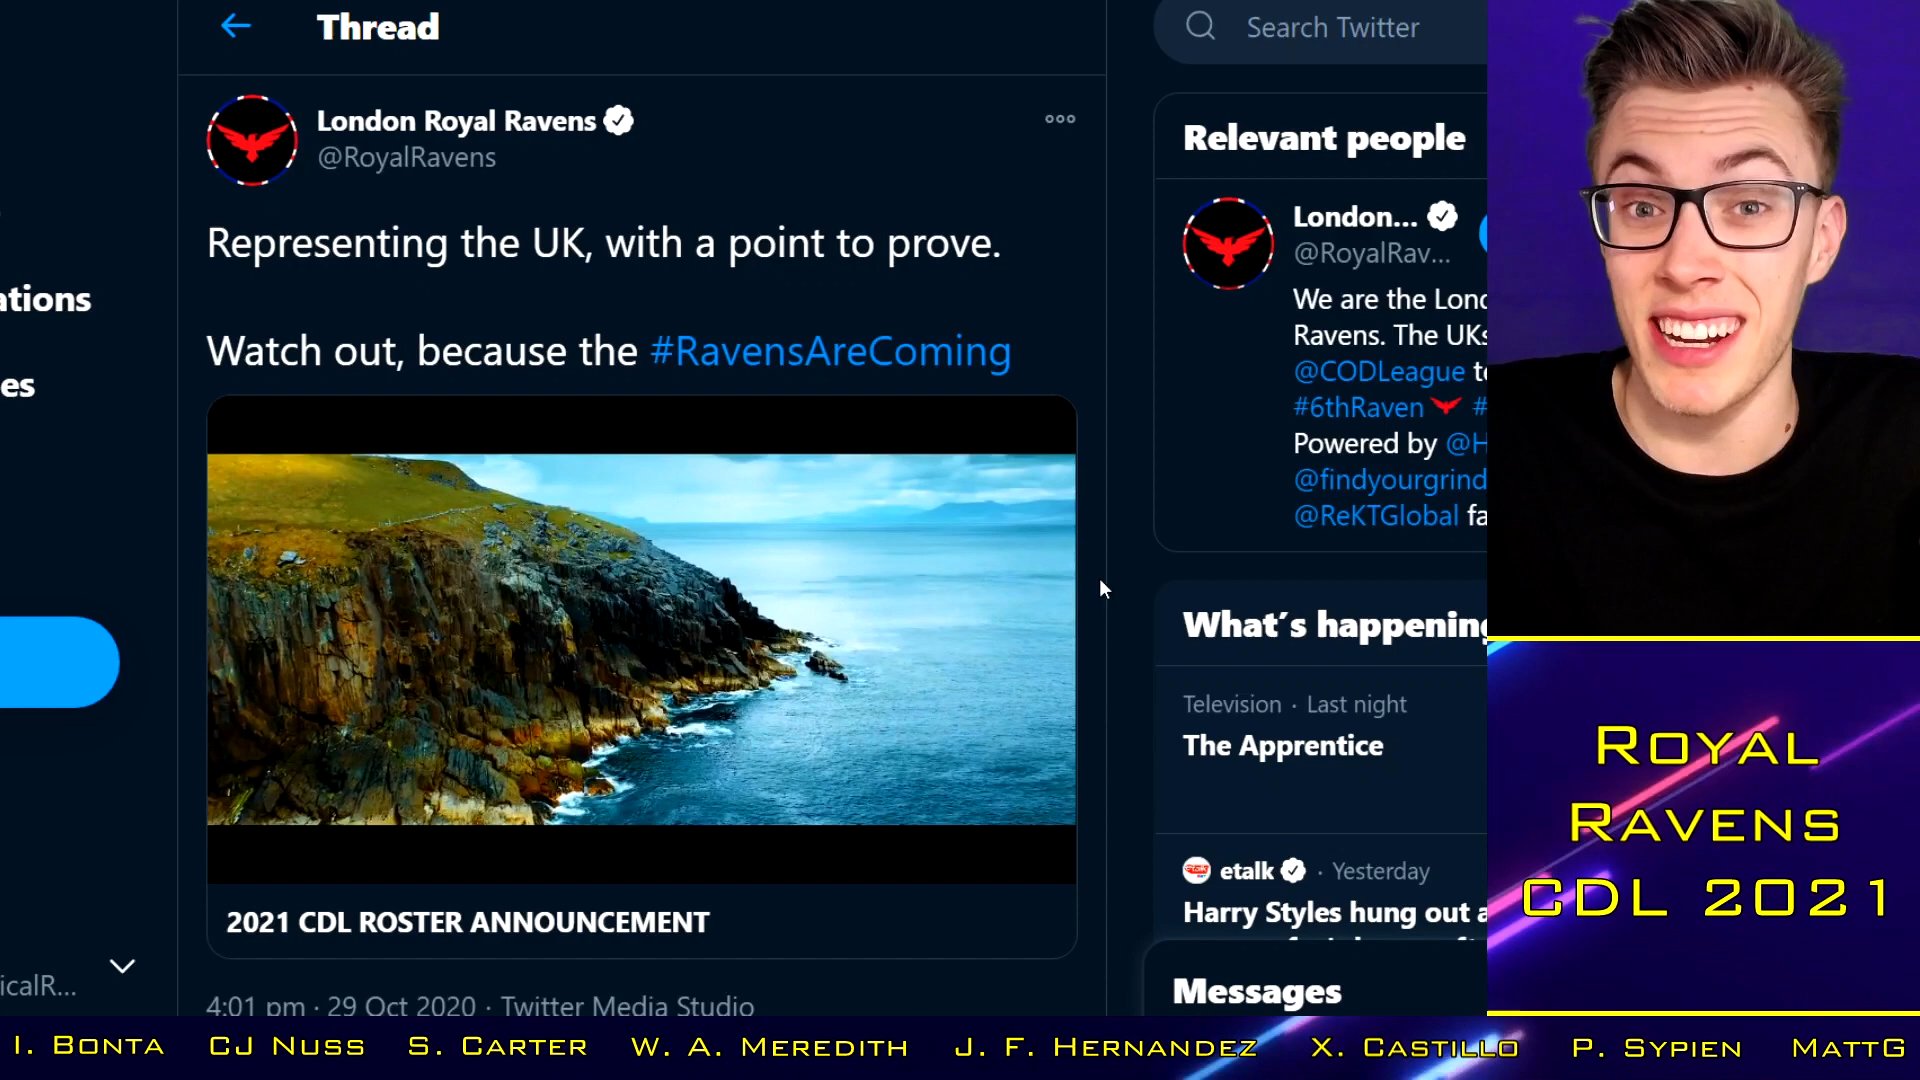 Thread
London Royal Ravens
@RoyalRavens
Representing the UK, with a point to prove.
Watch out, because the #RavensAreComing
2021 CDL ROSTER ANNOUNCEMENT
4:01 pm · 29 Oct 2020 · Twitter Media Studio
ations
es
icalR...
Search Twitter
Relevant people
London...
@RoyalRav...
We are the Lond
Ravens. The UKs
@CODLeague te
#6thRaven #
Powered by @H
@findyourgrind
@ReKTGlobal fa
What's happening
Television · Last night
The Apprentice
etalk · Yesterday
Harry Styles hung out a
Messages
ROYAL
RAVENS
CDL 2021
I. BONTA CJ NUSS S. CARTER W. A. MEREDITH J. F. HERNANDEZ X. CASTILLO P. SYPIEN MATTG